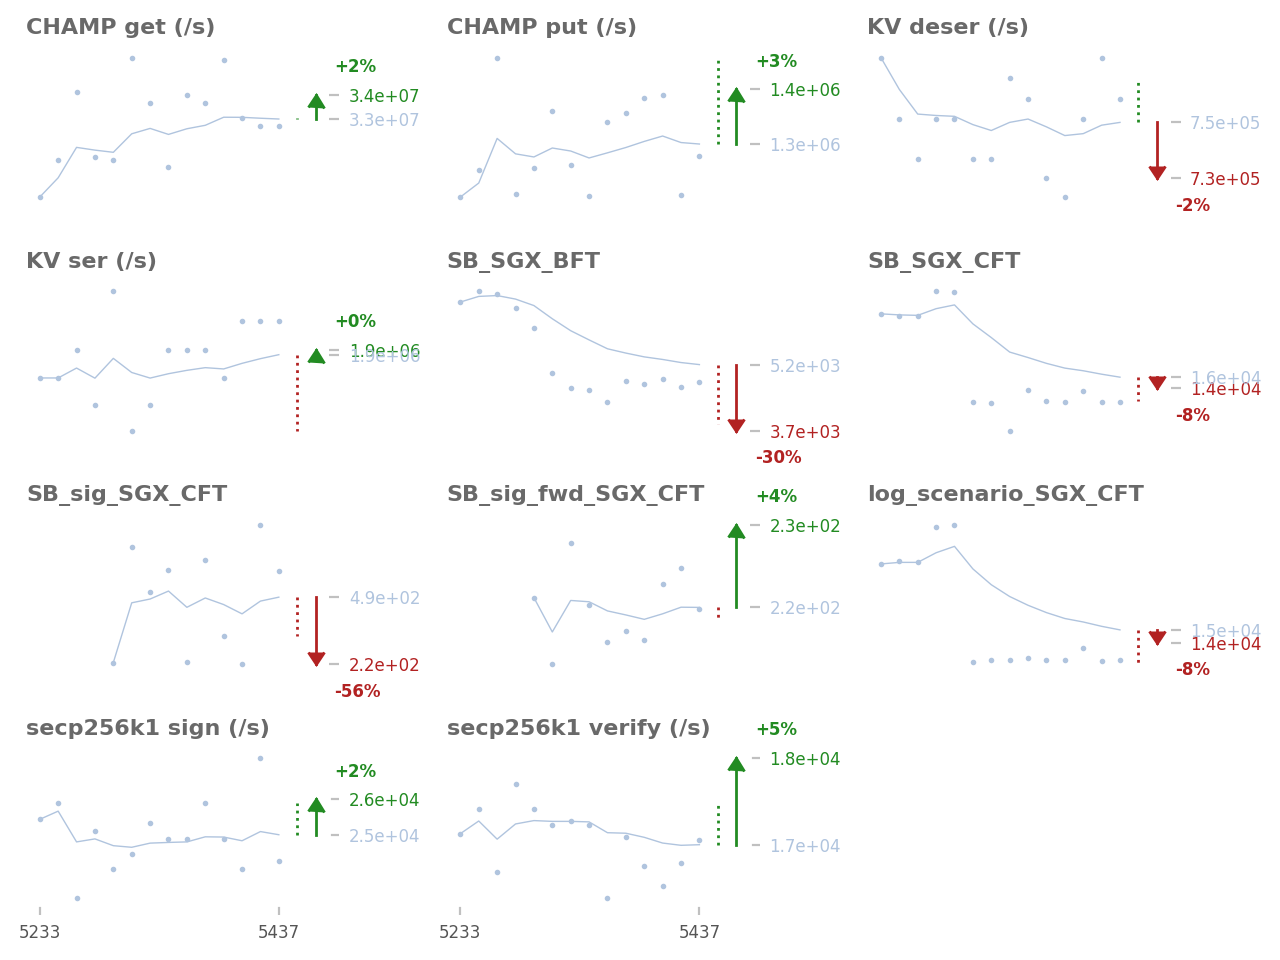 CHAMP get (/s)
+2%
3.4e+07
3.3e+07
CHAMP put (/s)
+3%
1.4e+06
1.3e+06
KV deser (/s)
7.5e+05
7.3e+05
-2%
KV ser (/s)
+0%
1.9e+06
1.9e+06
SB_SGX_BFT
5.2e+03
3.7e+03
-30%
SB_SGX_CFT
1.6e+04
1.4e+04
-8%
SB_sig_SGX_CFT
4.9e+02
2.2e+02
-56%
SB_sig_fwd_SGX_CFT
+4%
2.3e+02
2.2e+02
log_scenario_SGX_CFT
1.5e+04
1.4e+04
-8%
secp256k1 sign (/s)
+2%
2.6e+04
2.5e+04
5233
5437
secp256k1 verify (/s)
+5%
1.8e+04
1.7e+04
5233
5437